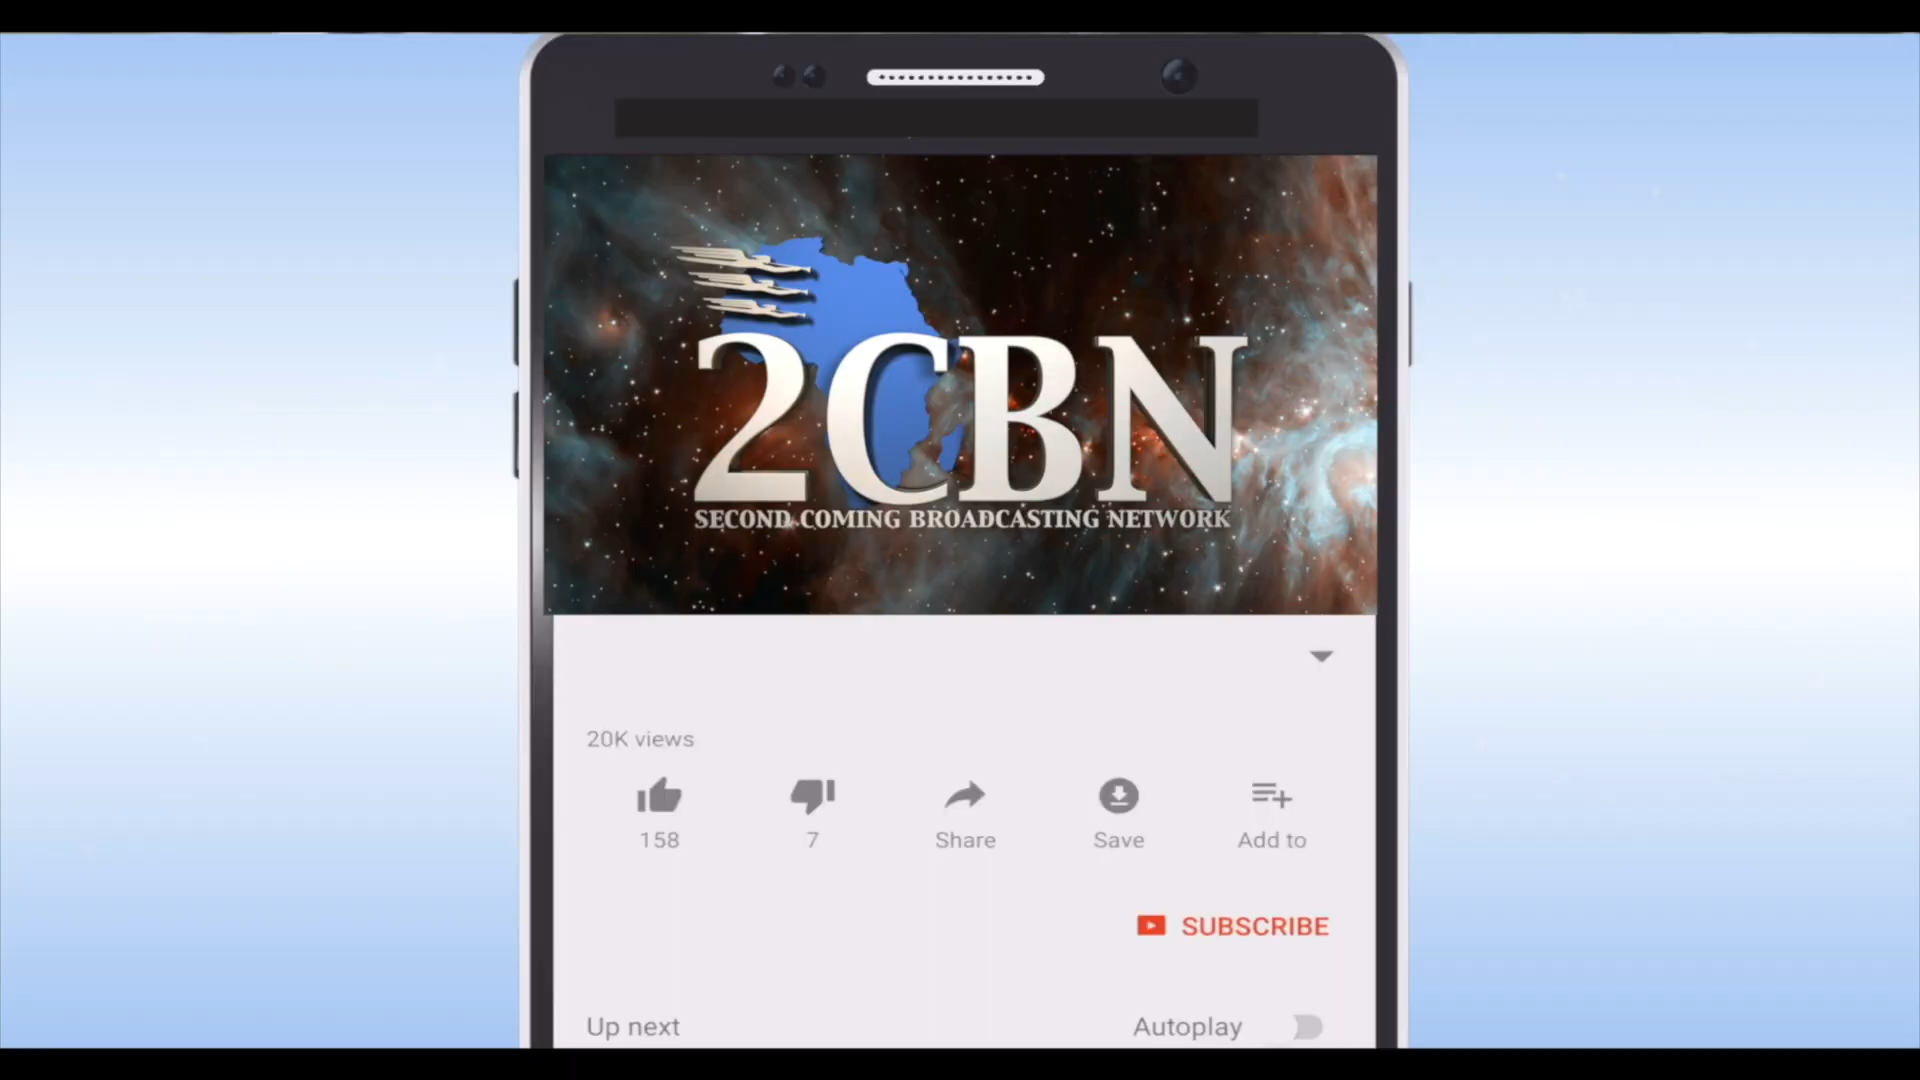 2CBN
SECOND COMING BROADCASTING NETWORK
20K views
158 7 Share Save Add to
SUBSCRIBE
Up next Autoplay